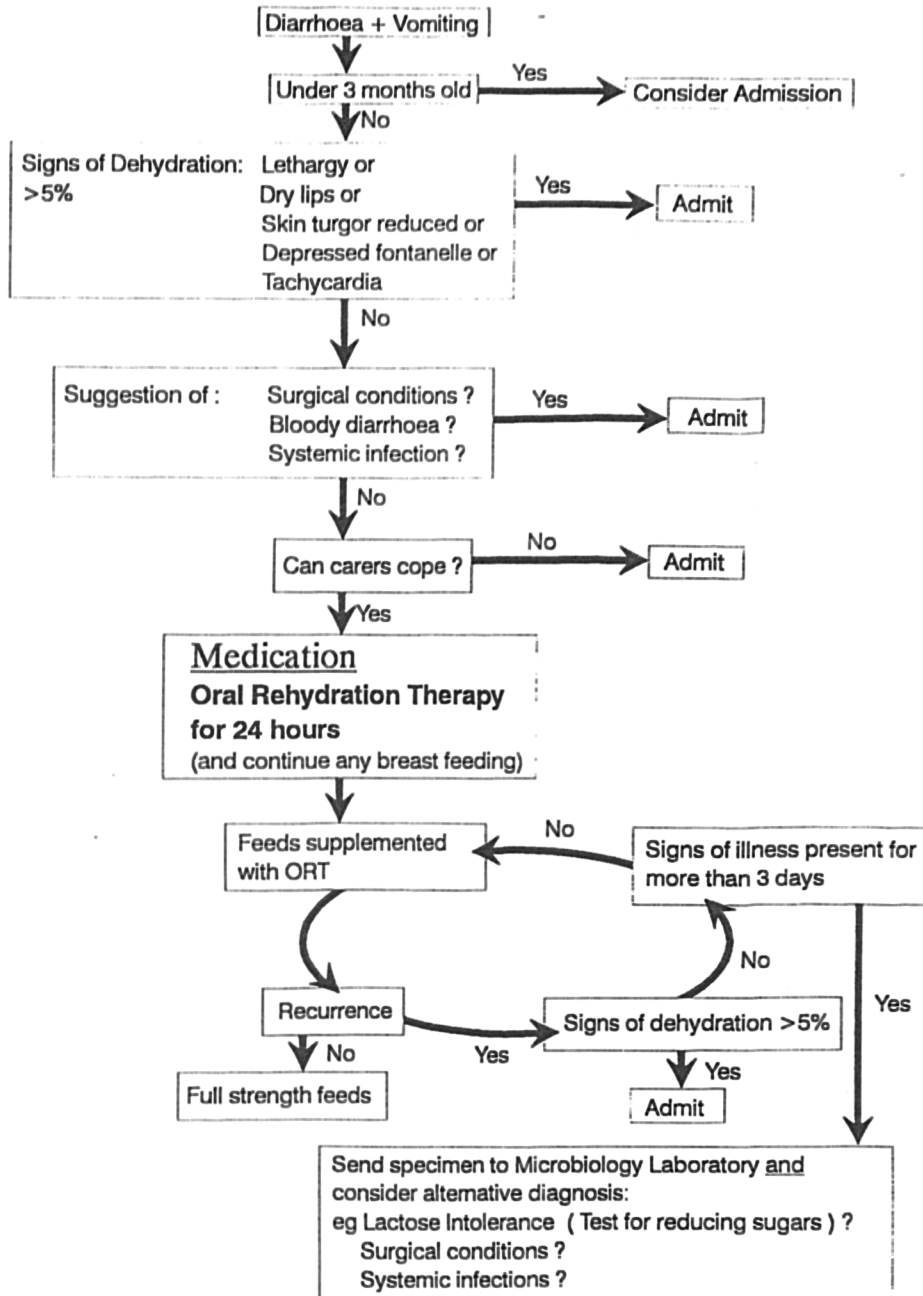 Diarrhoea + Vomiting
Under 3 months old
Yes
Consider Admission
No
Signs of Dehydration: Lethargy or
>5% Dry lips or
Skin turgor reduced or
Depressed fontanelle or
Tachycardia
Yes
Admit
No
Suggestion of : Surgical conditions ?
Bloody diarrhoea ?
Systemic infection ?
Yes
Admit
No
Can carers cope ?
No
Admit
Yes
Medication
Oral Rehydration Therapy
for 24 hours
(and continue any breast feeding)
Feeds supplemented
with ORT
No
Signs of illness present for
more than 3 days
No
Recurrence
Yes
Signs of dehydration >5%
Yes
No
Full strength feeds
Yes
Admit
Send specimen to Microbiology Laboratory and
consider alternative diagnosis:
eg Lactose Intolerance ( Test for reducing sugars ) ?
Surgical conditions ?
Systemic infections ?